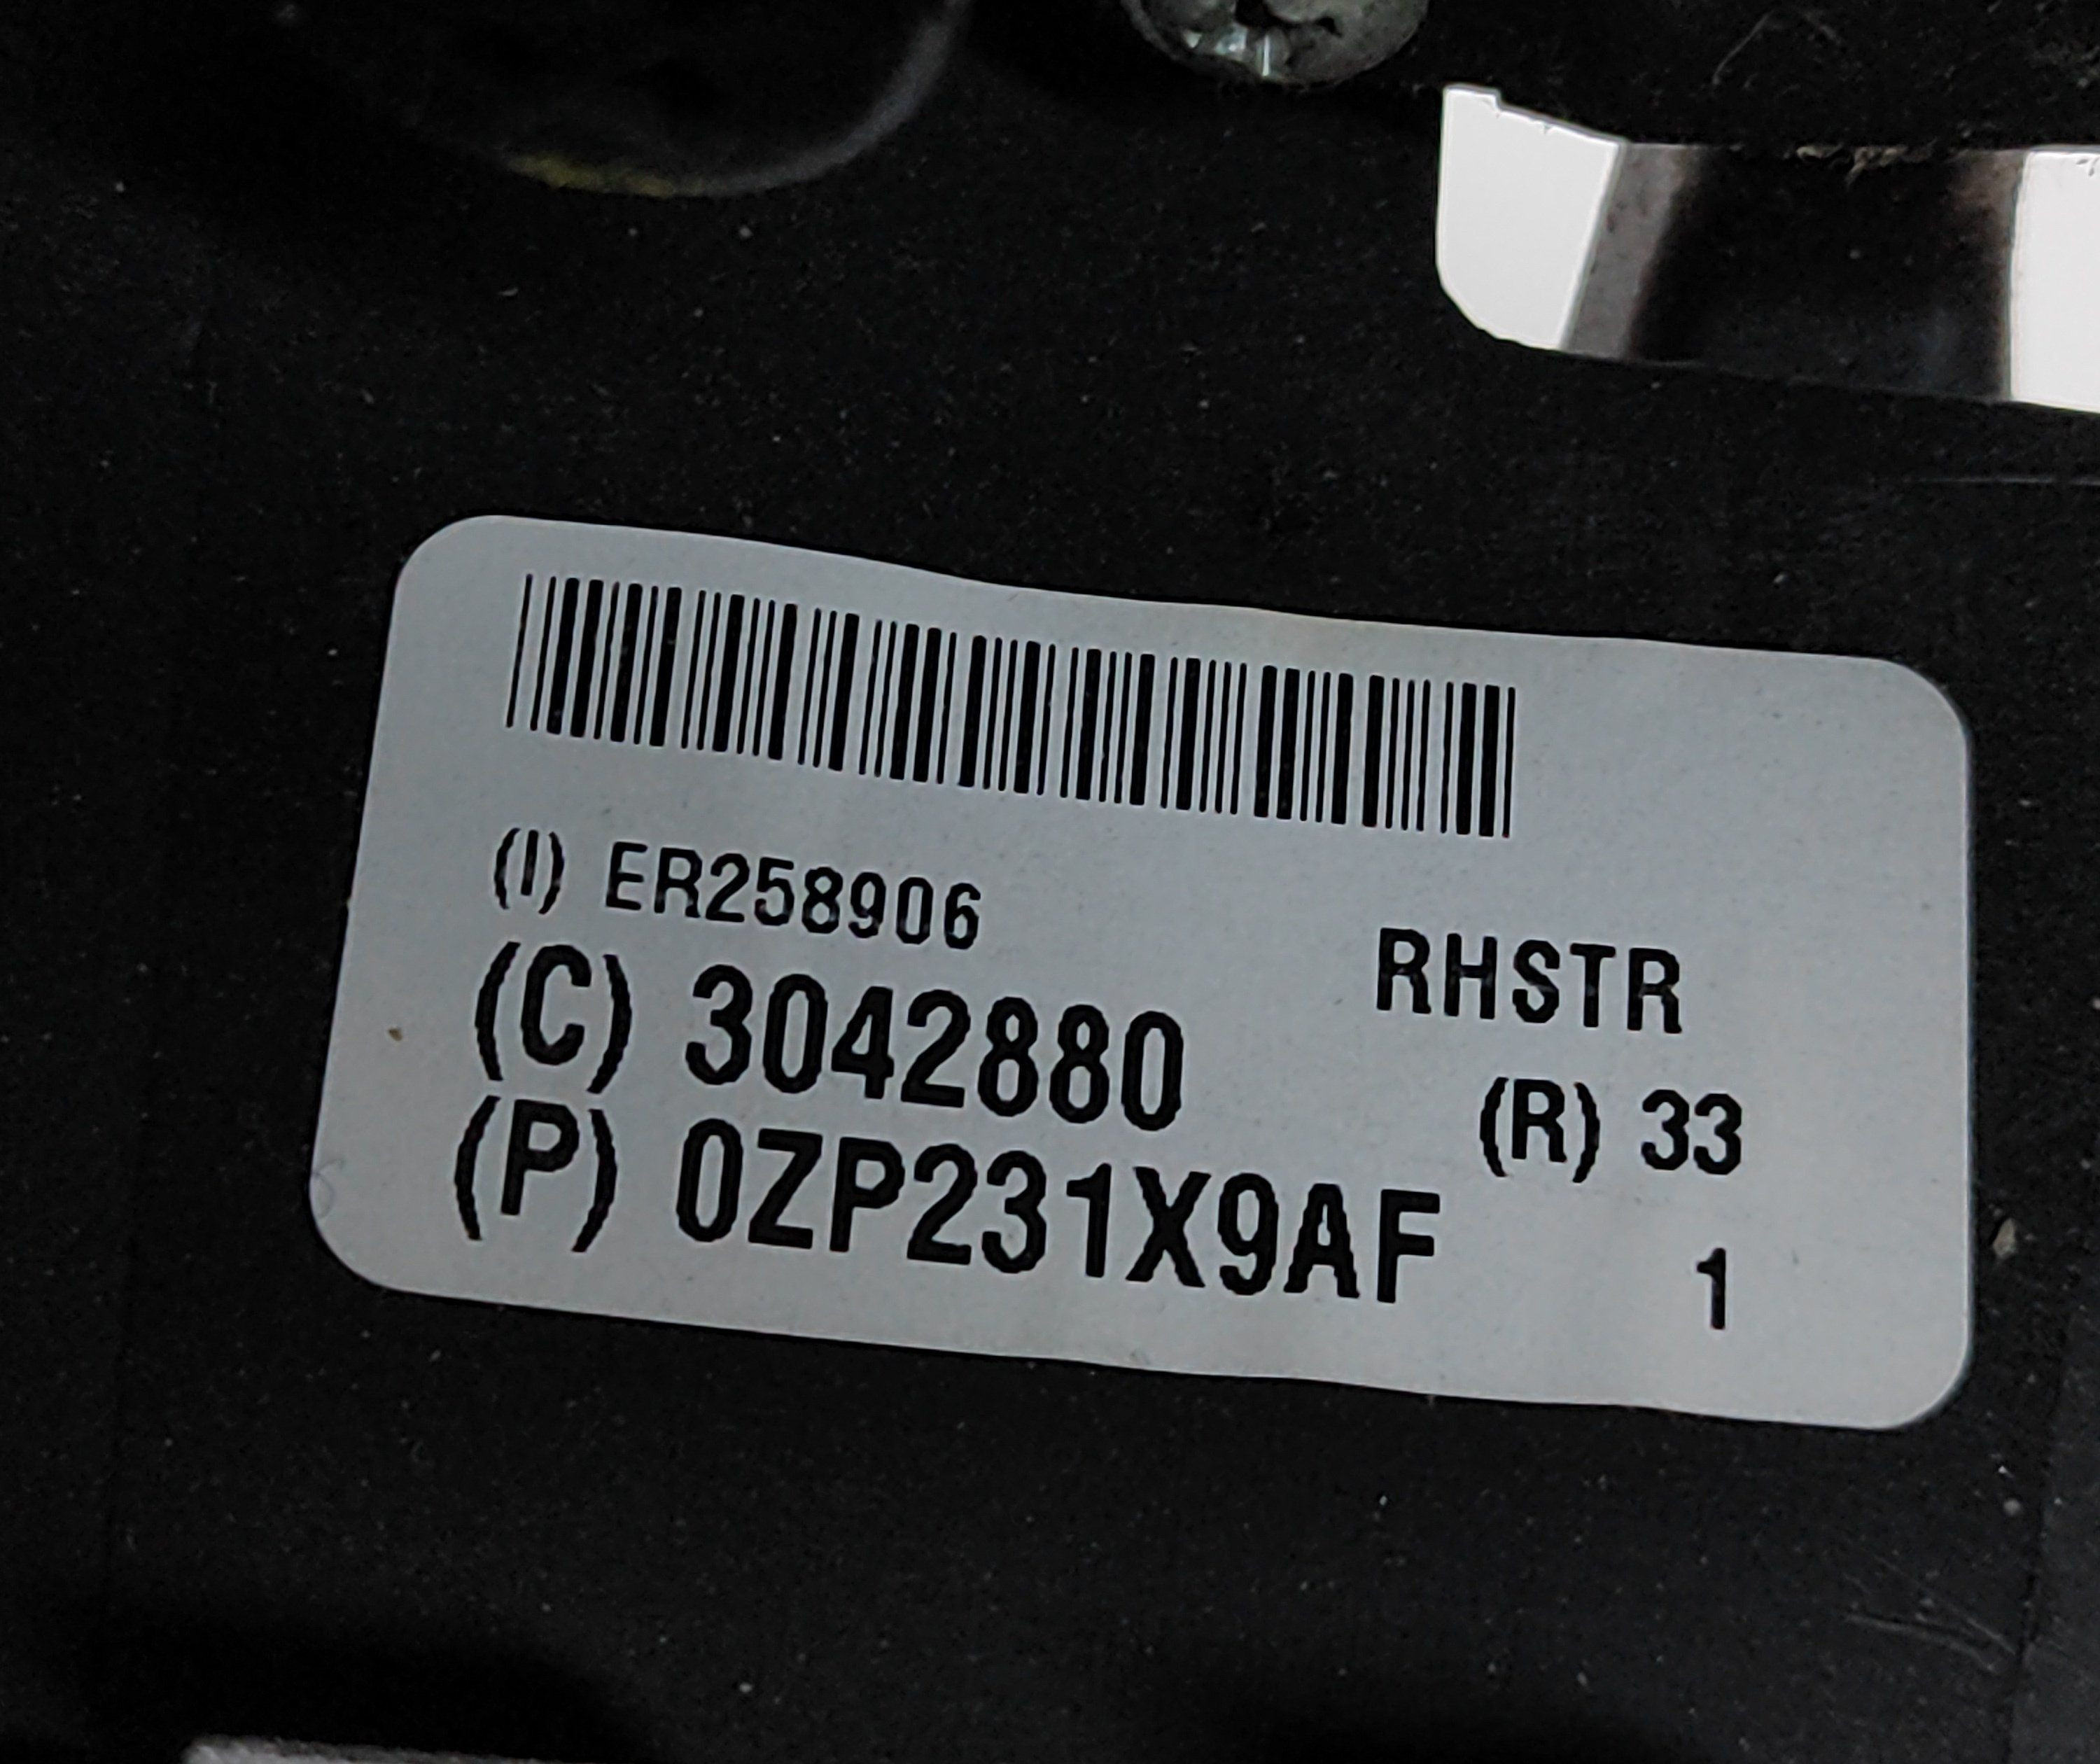 (I) ER258906
RHSTR
(C) 3042880
(R) 33
(P) 0ZP231X9AF
1